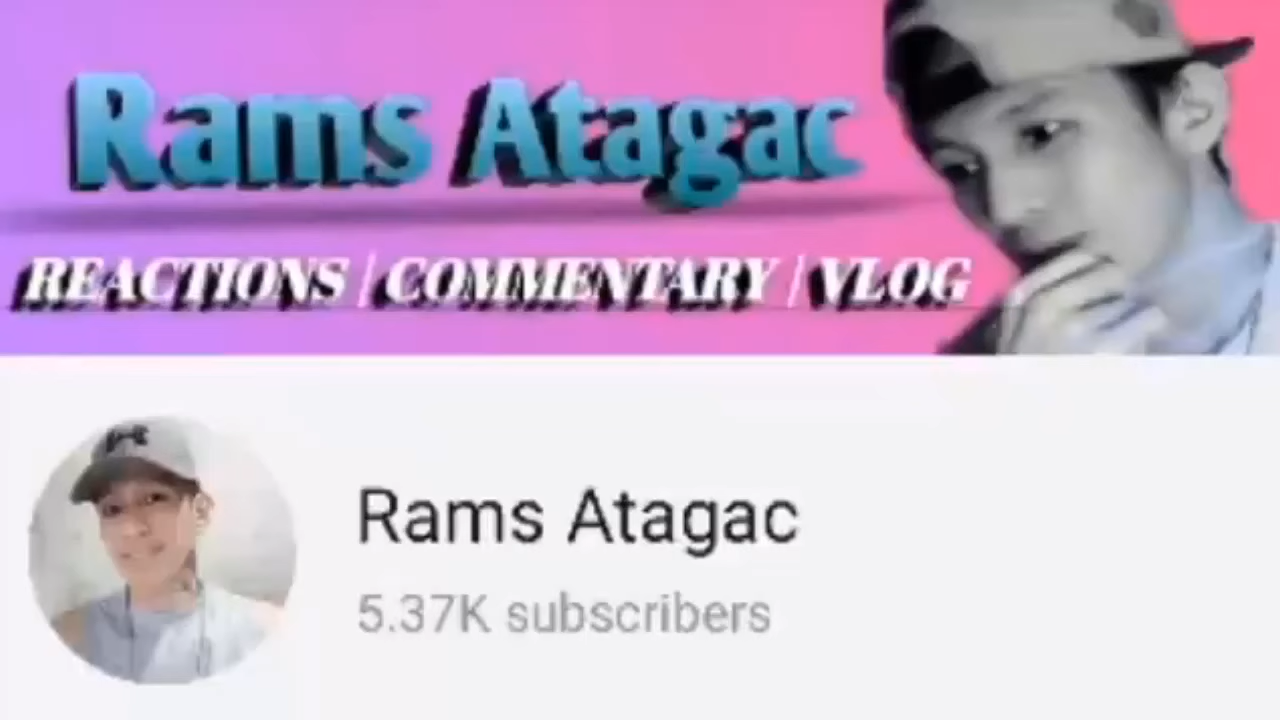 Rams Atagac
REACTIONS | COMMENTARY | VLOG
Rams Atagac
5.37K subscribers